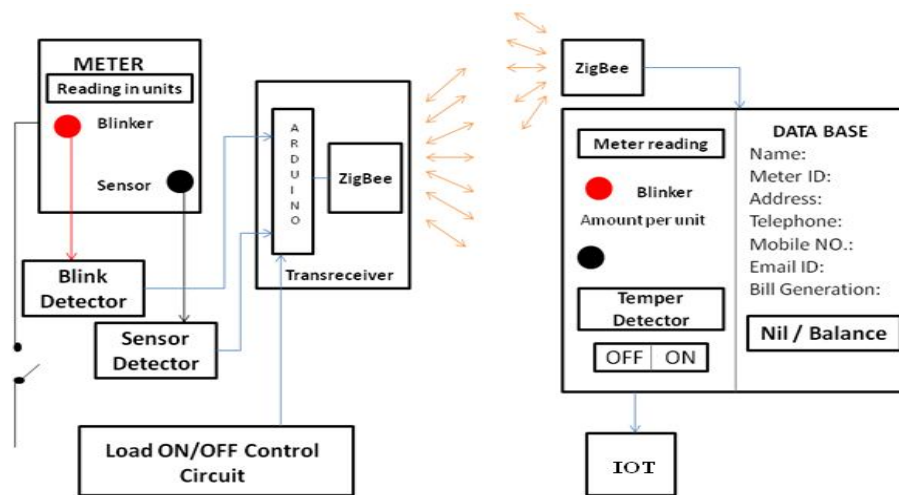 METER
Reading in units
Blinker
Sensor
Blink
Detector
Sensor
Detector
Load ON/OFF Control
Circuit
ARDUINO
ZigBee
Transreceiver
ZigBee
Meter reading
Blinker
Amount per unit
Temper
Detector
OFF ON
DATA BASE
Name:
Meter ID:
Address:
Telephone:
Mobile NO.:
Email ID:
Bill Generation:
Nil / Balance
IOT